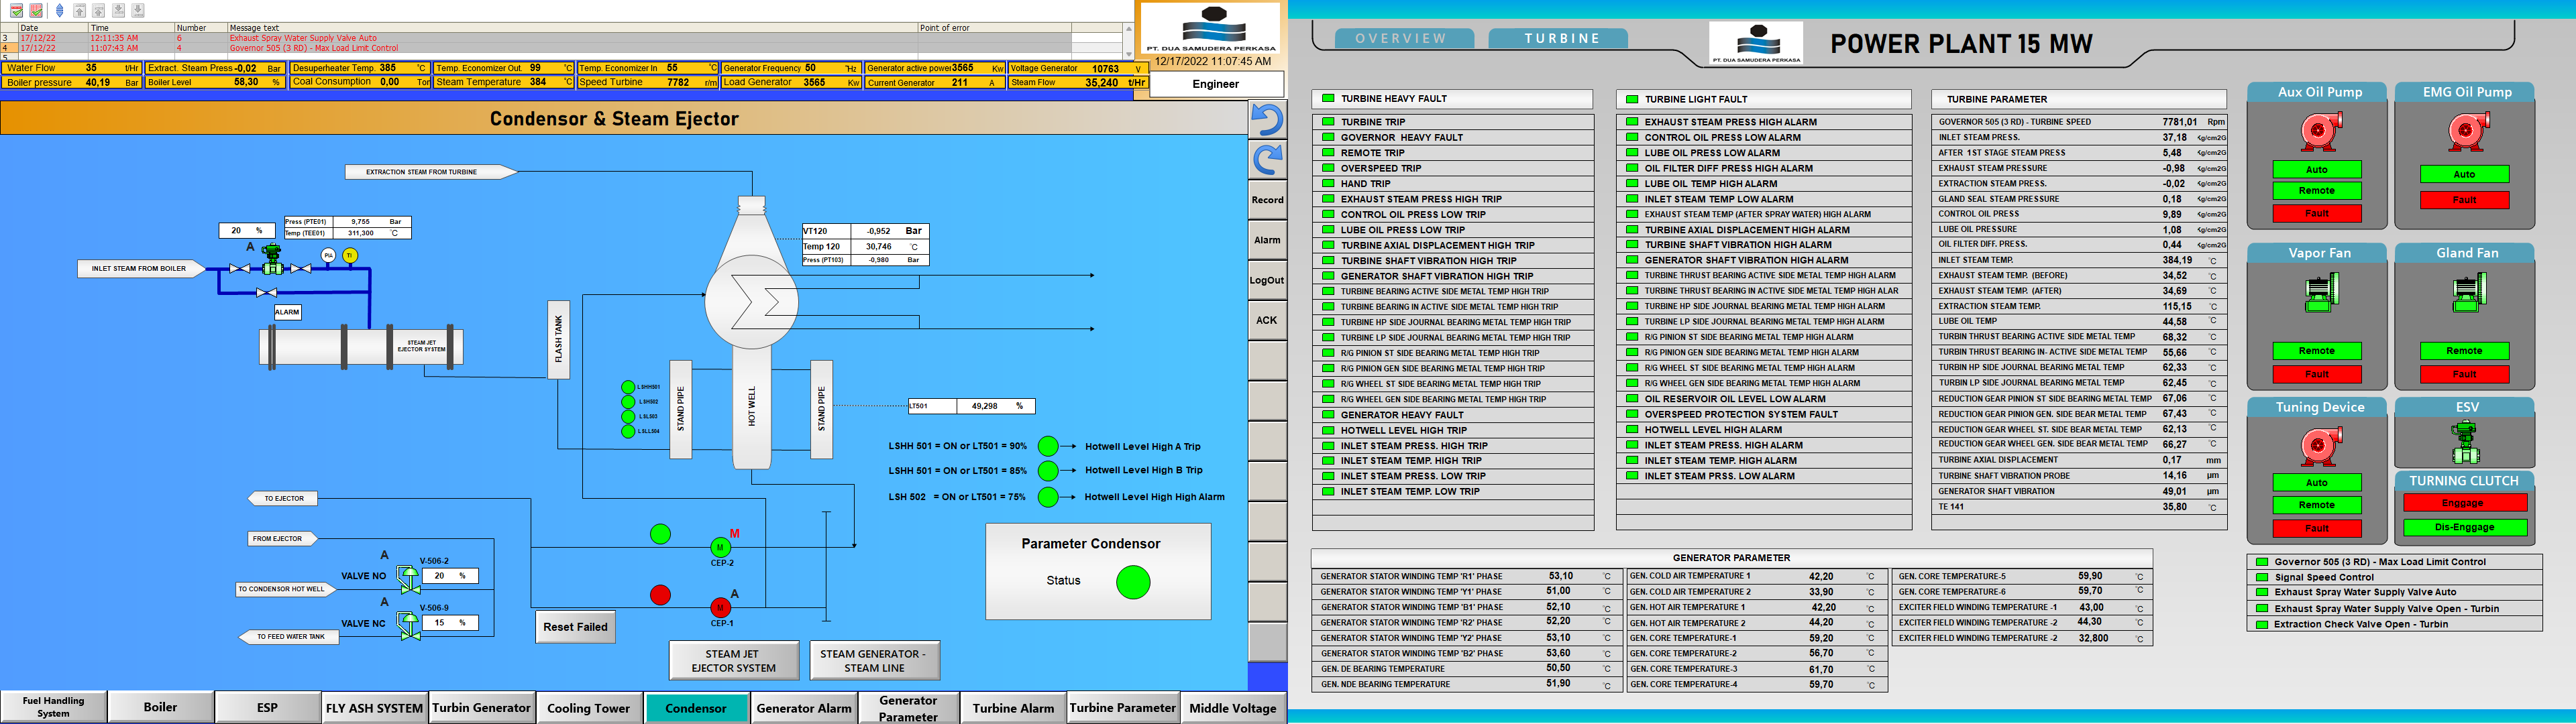 Date Time Number Message text Point of error
3 17/12/22 12:11:35 AM 6 Exhaust Spray Water Supply Valve Auto
4 17/12/22 11:07:43 AM 4 Governor 505 (3 RD) - Max Load Limit Control
5
PT. DUA SAMUDERA PERKASA
12/17/2022 11:07:45 AM
Engineer
Water Flow 35 t/Hr
Extract. Steam Press -0,02 Bar
Desuperheater Temp. 385 °C
Temp. Economizer Out. 99 °C
Temp. Economizer In 55 °C
Generator Frequency 50 Hz
Generator active power 3565 Kw
Voltage Generator 10763 V
Boiler pressure 40,19 Bar
Boiler Level 58,30 %
Coal Consumption 0,00 Ton
Steam Temperature 384 °C
Speed Turbine 7782 r/m
Load Generator 3565 Kw
Current Generator 211 A
Steam Flow 35,240 t/Hr
Condensor & Steam Ejector
Record
Alarm
LogOut
ACK
EXTRACTION STEAM FROM TURBINE
20 %
A
Press (PTE01) 9,755 Bar
Temp (TEE01) 311,300 °C
PIA
TI
INLET STEAM FROM BOILER
ALARM
STEAM JET
EJECTOR SYSTEM
VT120 -0,952 Bar
Temp 120 30,746 °C
Press (PT103) -0,980 Bar
FLASH TANK
LSHH501
LSH502
LSL503
LSLL504
STAND PIPE
HOT WELL
STAND PIPE
LT501 49,298 %
LSHH 501 = ON or LT501 = 90% Hotwell Level High A Trip
LSHH 501 = ON or LT501 = 85% Hotwell Level High B Trip
LSH 502 = ON or LT501 = 75% Hotwell Level High High Alarm
TO EJECTOR
FROM EJECTOR
A
V-506-2
VALVE NO 20 %
TO CONDENSOR HOT WELL
A
V-506-9
VALVE NC 15 %
TO FEED WATER TANK
M
M
CEP-2
A
M
CEP-1
Reset Failed
Parameter Condensor
Status
STEAM JET
EJECTOR SYSTEM
STEAM GENERATOR -
STEAM LINE
Fuel Handling
System
Boiler
ESP
FLY ASH SYSTEM
Turbin Generator
Cooling Tower
Condensor
Generator Alarm
Generator
Parameter
Turbine Alarm
Turbine Parameter
Middle Voltage
OVERVIEW
TURBINE
PT. DUA SAMUDERA PERKASA
POWER PLANT 15 MW
TURBINE HEAVY FAULT
TURBINE TRIP
GOVERNOR HEAVY FAULT
REMOTE TRIP
OVERSPEED TRIP
HAND TRIP
EXHAUST STEAM PRESS HIGH TRIP
CONTROL OIL PRESS LOW TRIP
LUBE OIL PRESS LOW TRIP
TURBINE AXIAL DISPLACEMENT HIGH TRIP
TURBINE SHAFT VIBRATION HIGH TRIP
GENERATOR SHAFT VIBRATION HIGH TRIP
TURBINE BEARING ACTIVE SIDE METAL TEMP HIGH TRIP
TURBINE BEARING IN ACTIVE SIDE METAL TEMP HIGH TRIP
TURBINE HP SIDE JOURNAL BEARING METAL TEMP HIGH TRIP
TURBINE LP SIDE JOURNAL BEARING METAL TEMP HIGH TRIP
R/G PINION ST SIDE BEARING METAL TEMP HIGH TRIP
R/G PINION GEN SIDE BEARING METAL TEMP HIGH TRIP
R/G WHEEL ST SIDE BEARING METAL TEMP HIGH TRIP
R/G WHEEL GEN SIDE BEARING METAL TEMP HIGH TRIP
GENERATOR HEAVY FAULT
HOTWELL LEVEL HIGH TRIP
INLET STEAM PRESS. HIGH TRIP
INLET STEAM TEMP. HIGH TRIP
INLET STEAM PRESS. LOW TRIP
INLET STEAM TEMP. LOW TRIP
TURBINE LIGHT FAULT
EXHAUST STEAM PRESS HIGH ALARM
CONTROL OIL PRESS LOW ALARM
LUBE OIL PRESS LOW ALARM
OIL FILTER DIFF PRESS HIGH ALARM
LUBE OIL TEMP HIGH ALARM
INLET STEAM TEMP LOW ALARM
EXHAUST STEAM TEMP (AFTER SPRAY WATER) HIGH ALARM
TURBINE AXIAL DISPLACEMENT HIGH ALARM
TURBINE SHAFT VIBRATION HIGH ALARM
GENERATOR SHAFT VIBRATION HIGH ALARM
TURBINE THRUST BEARING ACTIVE SIDE METAL TEMP HIGH ALARM
TURBINE THRUST BEARING IN ACTIVE SIDE METAL TEMP HIGH ALAR
TURBINE HP SIDE JOURNAL BEARING METAL TEMP HIGH ALARM
TURBINE LP SIDE JOURNAL BEARING METAL TEMP HIGH ALARM
R/G PINION ST SIDE BEARING METAL TEMP HIGH ALARM
R/G PINION GEN SIDE BEARING METAL TEMP HIGH ALARM
R/G WHEEL ST SIDE BEARING METAL TEMP HIGH ALARM
R/G WHEEL GEN SIDE BEARING METAL TEMP HIGH ALARM
OIL RESERVOIR OIL LEVEL LOW ALARM
OVERSPEED PROTECTION SYSTEM FAULT
HOTWELL LEVEL HIGH ALARM
INLET STEAM PRESS. HIGH ALARM
INLET STEAM TEMP. HIGH ALARM
INLET STEAM PRSS. LOW ALARM
TURBINE PARAMETER
GOVERNOR 505 (3 RD) - TURBINE SPEED 7781,01 Rpm
INLET STEAM PRESS. 37,18 Kg/cm2G
AFTER 1ST STAGE STEAM PRESS 5,48 Kg/cm2G
EXHAUST STEAM PRESSURE -0,98 Kg/cm2G
EXTRACTION STEAM PRESS. -0,02 Kg/cm2G
GLAND SEAL STEAM PRESSURE 0,18 Kg/cm2G
CONTROL OIL PRESS 9,89 Kg/cm2G
LUBE OIL PRESSURE 1,08 Kg/cm2G
OIL FILTER DIFF. PRESS. 0,44 Kg/cm2G
INLET STEAM TEMP. 384,19 °C
EXHAUST STEAM TEMP. (BEFORE) 34,52 °C
EXHAUST STEAM TEMP. (AFTER) 34,69 °C
EXTRACTION STEAM TEMP. 115,15 °C
LUBE OIL TEMP 44,58 °C
TURBIN THRUST BEARING ACTIVE SIDE METAL TEMP 68,32 °C
TURBIN THRUST BEARING IN- ACTIVE SIDE METAL TEMP 55,66 °C
TURBIN HP SIDE JOURNAL BEARING METAL TEMP 62,33 °C
TURBIN LP SIDE JOURNAL BEARING METAL TEMP 62,45 °C
REDUCTION GEAR PINION ST SIDE BEARING METAL TEMP 67,06 °C
REDUCTION GEAR PINION GEN. SIDE BEAR METAL TEMP 67,43 °C
REDUCTION GEAR WHEEL ST. SIDE BEAR METAL TEMP 62,13 °C
REDUCTION GEAR WHEEL GEN. SIDE BEAR METAL TEMP 66,27 °C
TURBINE AXIAL DISPLACEMENT 0,17 mm
TURBINE SHAFT VIBRATION PROBE 14,16 µm
GENERATOR SHAFT VIBRATION 49,01 µm
TE 141 35,80 °C
GENERATOR PARAMETER
GENERATOR STATOR WINDING TEMP 'R1' PHASE 53,10 °C
GENERATOR STATOR WINDING TEMP 'Y1' PHASE 51,00 °C
GENERATOR STATOR WINDING TEMP 'B1' PHASE 52,10 °C
GENERATOR STATOR WINDING TEMP 'R2' PHASE 52,20 °C
GENERATOR STATOR WINDING TEMP 'Y2' PHASE 53,10 °C
GENERATOR STATOR WINDING TEMP 'B2' PHASE 53,60 °C
GEN. DE BEARING TEMPERATURE 50,50 °C
GEN. NDE BEARING TEMPERATURE 51,90 °C
GEN. COLD AIR TEMPERATURE 1 42,20 °C
GEN. COLD AIR TEMPERATURE 2 33,90 °C
GEN. HOT AIR TEMPERATURE 1 42,20 °C
GEN. HOT AIR TEMPERATURE 2 44,20 °C
GEN. CORE TEMPERATURE-1 59,20 °C
GEN. CORE TEMPERATURE-2 56,70 °C
GEN. CORE TEMPERATURE-3 61,70 °C
GEN. CORE TEMPERATURE-4 59,70 °C
GEN. CORE TEMPERATURE-5 59,90 °C
GEN. CORE TEMPERATURE-6 59,70 °C
EXCITER FIELD WINDING TEMPERATURE -1 43,00 °C
EXCITER FIELD WINDING TEMPERATURE -2 44,30 °C
EXCITER FIELD WINDING TEMPERATURE -2 32,800 °C
Aux Oil Pump
Auto
Remote
Fault
EMG Oil Pump
Auto
Fault
Vapor Fan
Remote
Fault
Gland Fan
Remote
Fault
Tuning Device
Auto
Remote
Fault
ESV
TURNING CLUTCH
Enggage
Dis-Enggage
Governor 505 (3 RD) - Max Load Limit Control
Signal Speed Control
Exhaust Spray Water Supply Valve Auto
Exhaust Spray Water Supply Valve Open - Turbin
Extraction Check Valve Open - Turbin